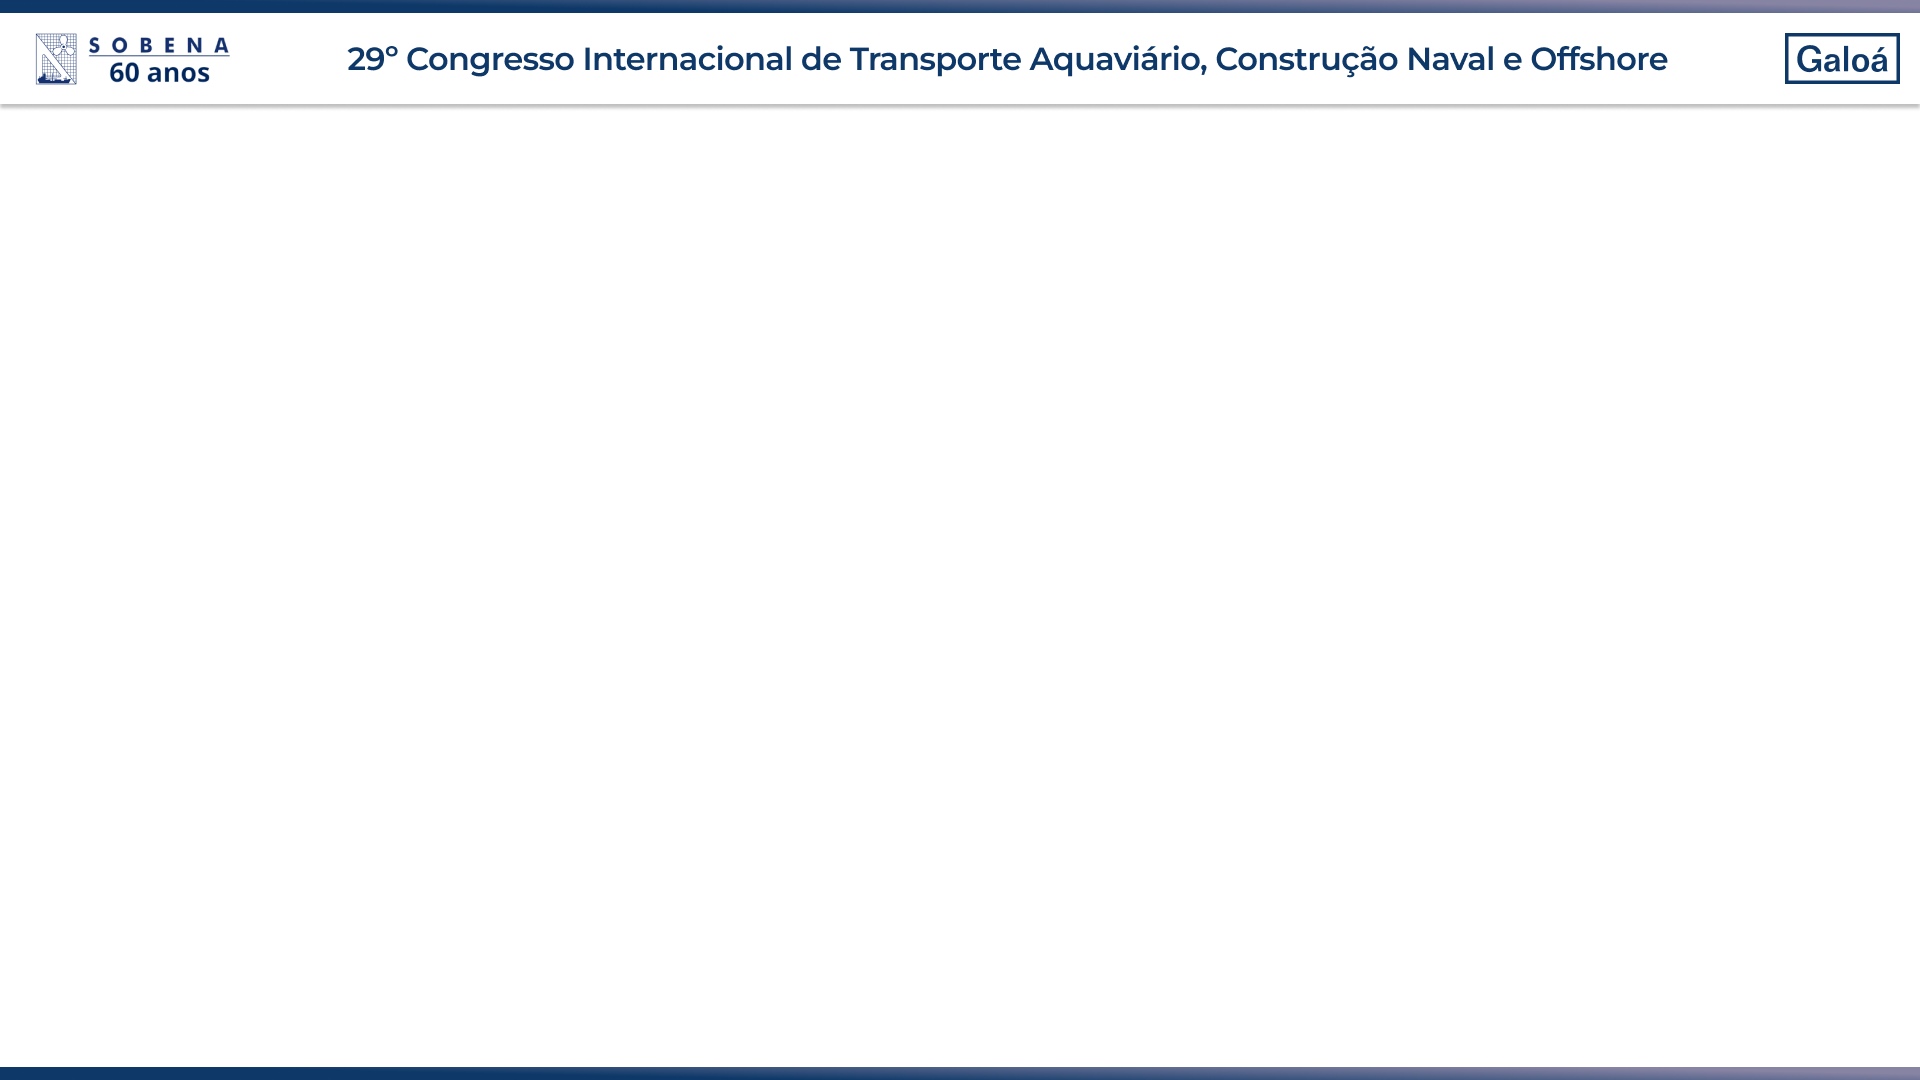 S O B E N A
60 anos
29º Congresso Internacional de Transporte Aquaviário, Construção Naval e Offshore
Galoá